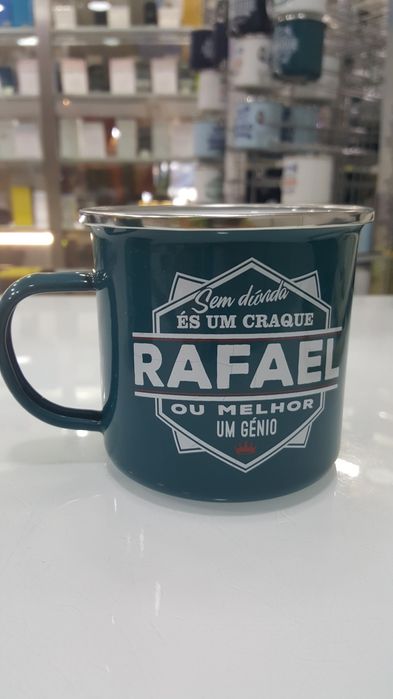 Sem dúvida
ÉS UM CRAQUE
RAFAEL
OU MELHOR
UM GÉNIO